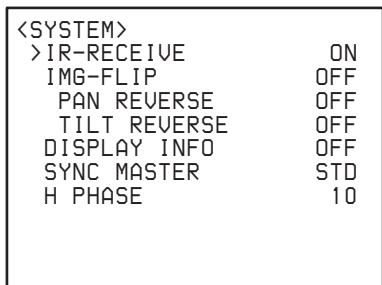 <SYSTEM>
>IR-RECEIVE ON
IMG-FLIP OFF
PAN REVERSE OFF
TILT REVERSE OFF
DISPLAY INFO OFF
SYNC MASTER STD
H PHASE 10